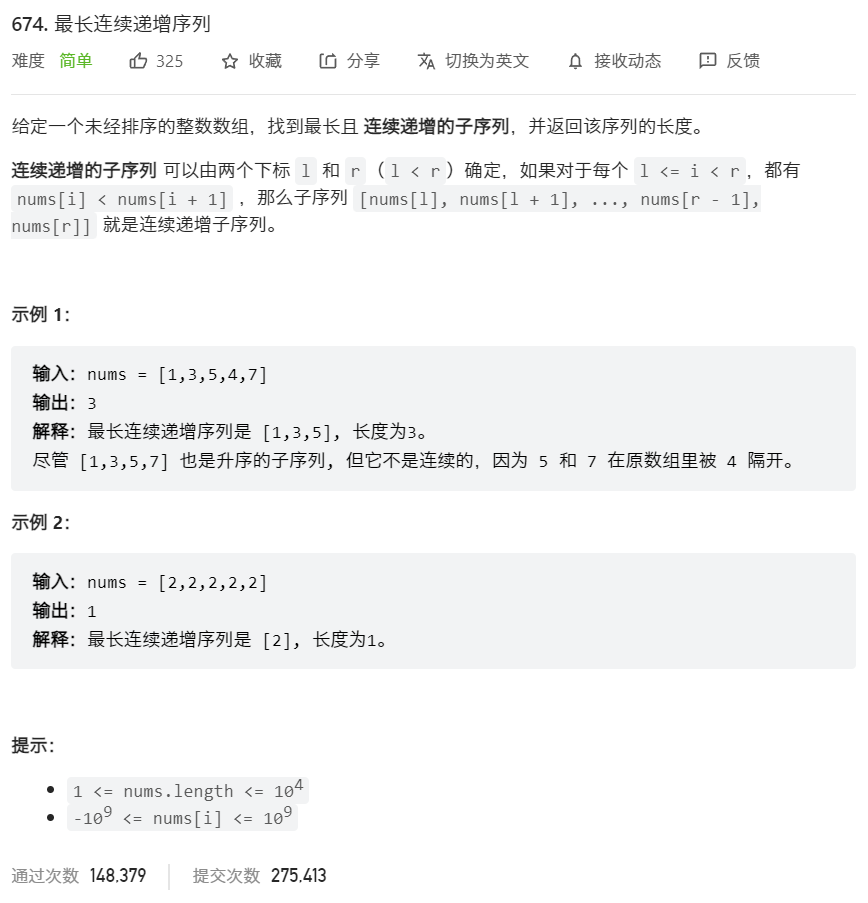 674. 最长连续递增序列
难度 简单 325 收藏 分享 切换为英文 接收动态 反馈
给定一个未经排序的整数数组，找到最长且 连续递增的子序列，并返回该序列的长度。
连续递增的子序列 可以由两个下标 l 和 r（l < r）确定，如果对于每个 l <= i < r，都有
nums[i] < nums[i + 1] ，那么子序列 [nums[l], nums[l + 1], ..., nums[r - 1],
nums[r]] 就是连续递增子序列。
示例 1：
输入：nums = [1,3,5,4,7]
输出：3
解释：最长连续递增序列是 [1,3,5], 长度为3。
尽管 [1,3,5,7] 也是升序的子序列, 但它不是连续的，因为 5 和 7 在原数组里被 4 隔开。
示例 2：
输入：nums = [2,2,2,2,2]
输出：1
解释：最长连续递增序列是 [2], 长度为1。
提示：
1 <= nums.length <= 10⁴
-10⁹ <= nums[i] <= 10⁹
通过次数 148,379 提交次数 275,413